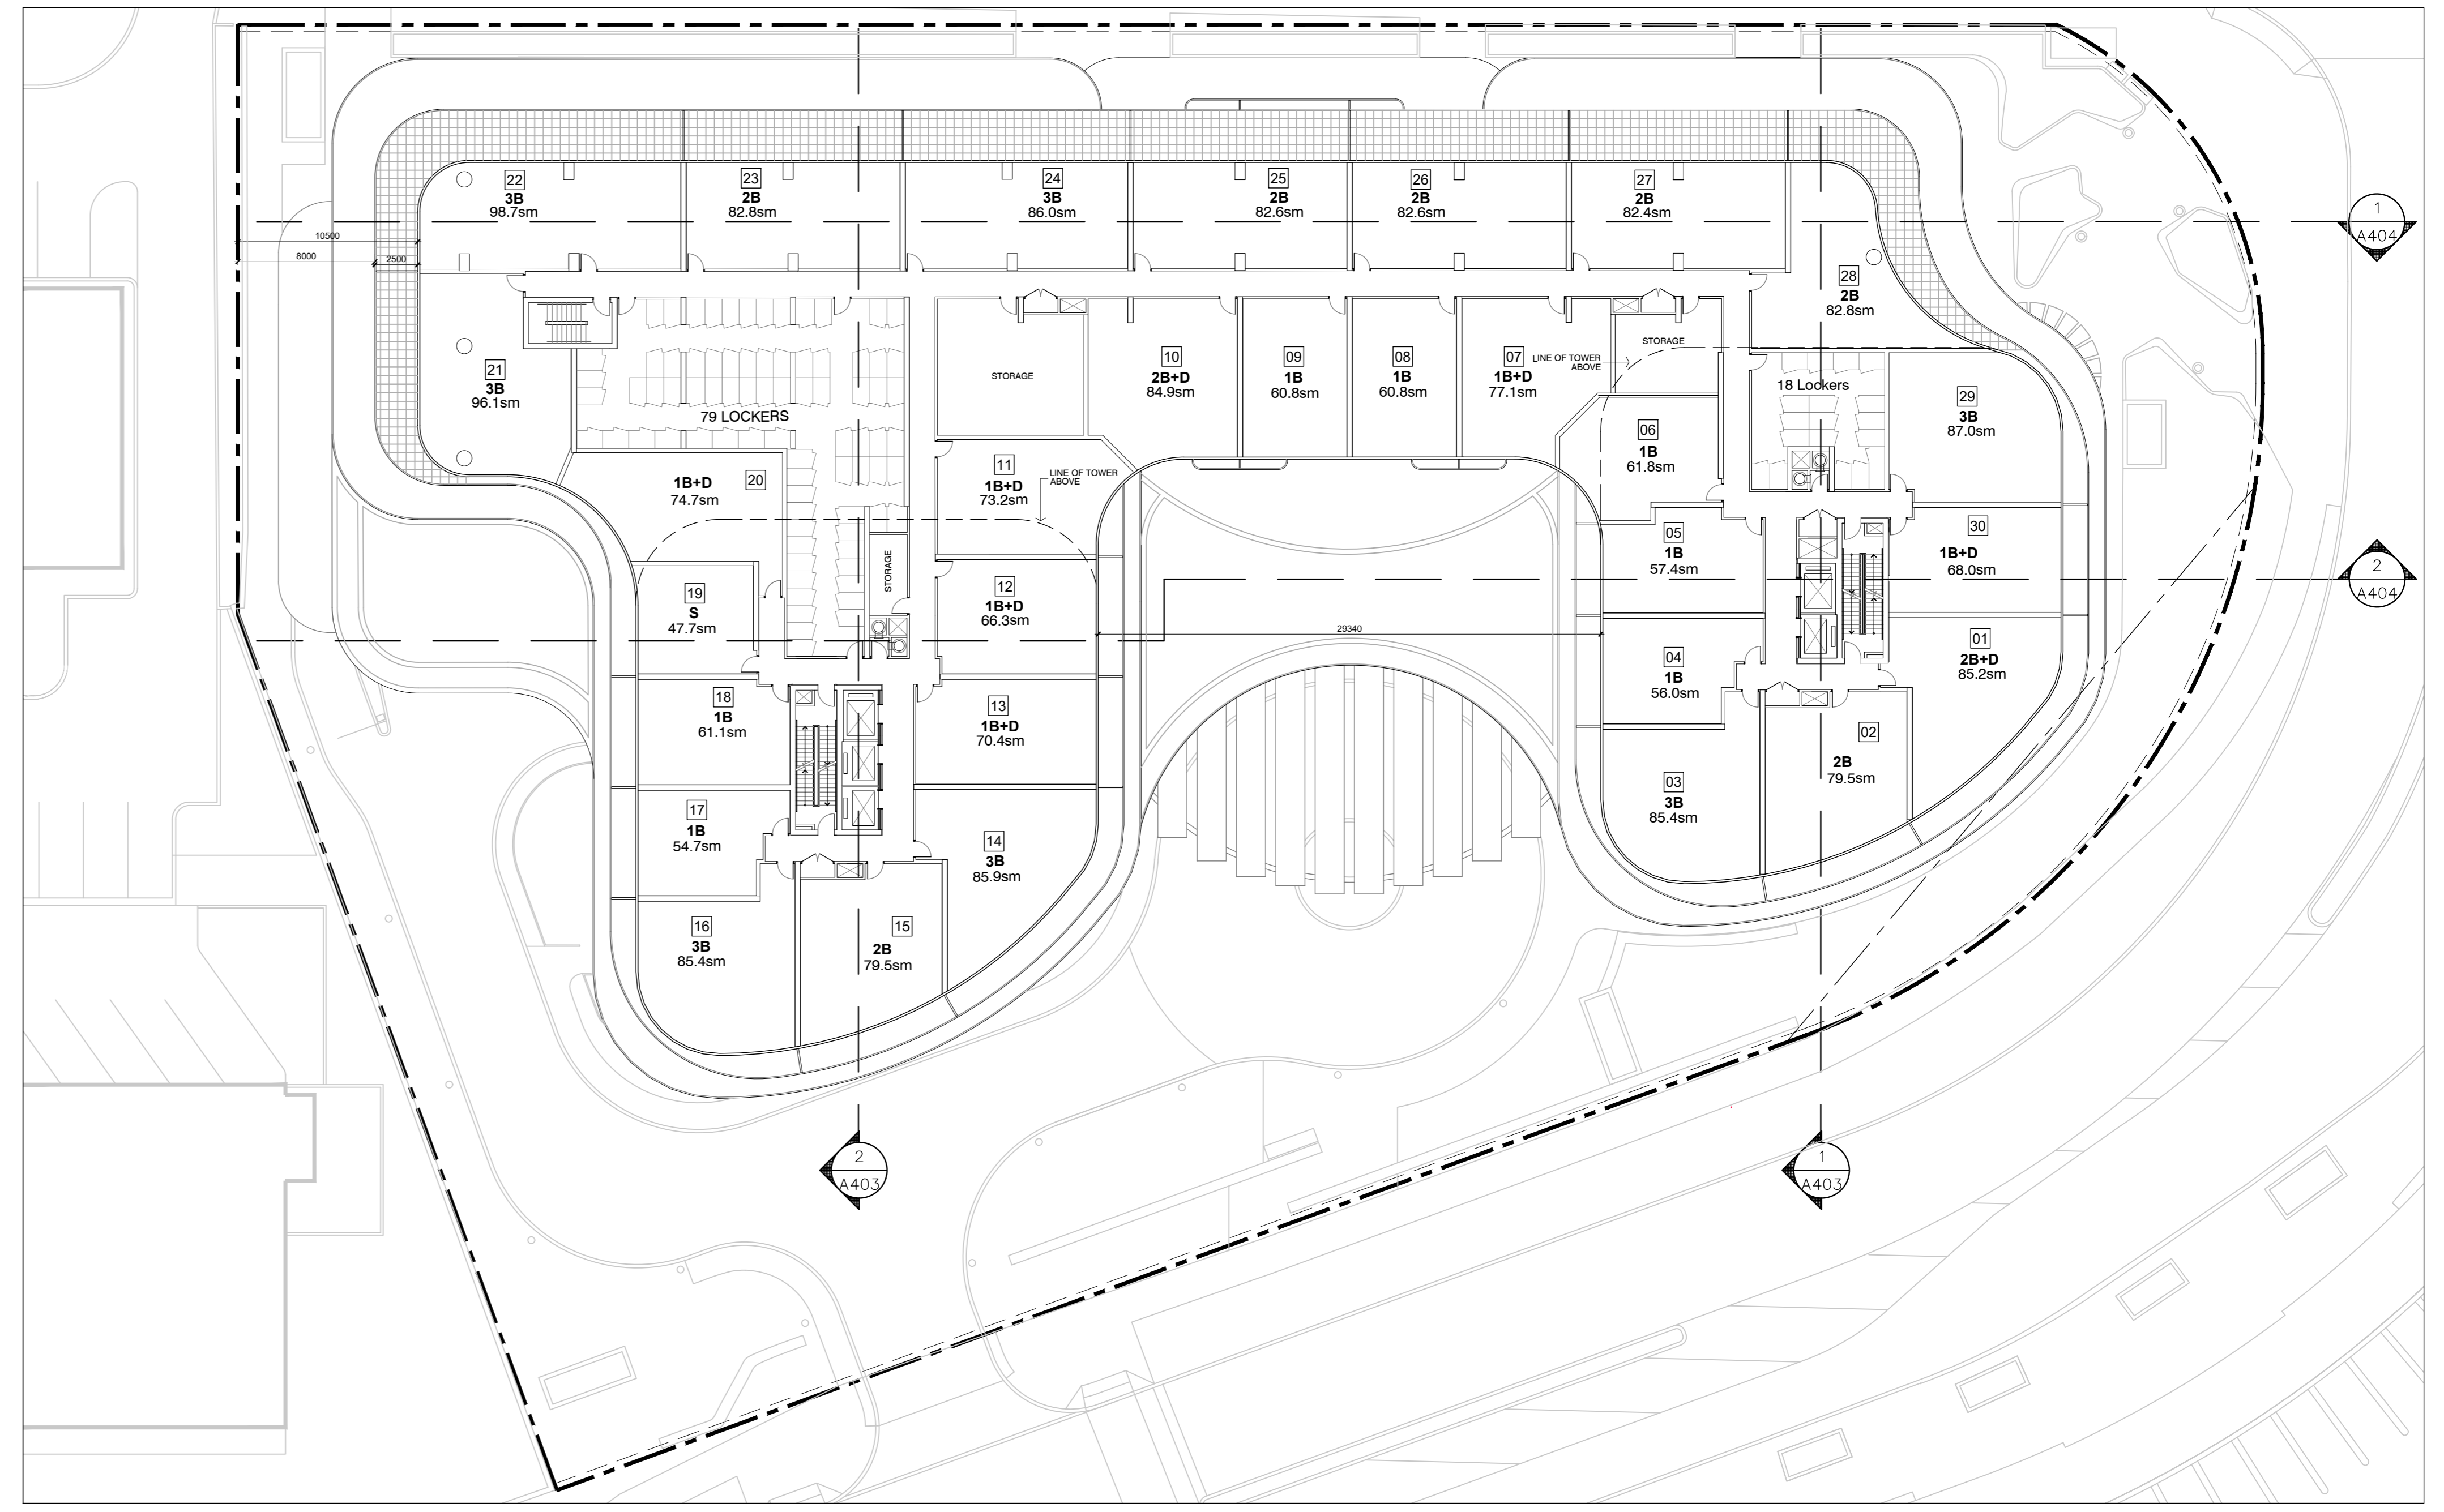 22
3B
98.7sm
23
2B
82.8sm
24
3B
86.0sm
25
2B
82.6sm
26
2B
82.6sm
27
2B
82.4sm
1
A404
10500
8000
2500
28
2B
82.8sm
21
3B
96.1sm
79 LOCKERS
STORAGE
10
2B+D
84.9sm
09
1B
60.8sm
08
1B
60.8sm
07
1B+D
77.1sm
LINE OF TOWER
ABOVE
STORAGE
18 Lockers
29
3B
87.0sm
06
1B
61.8sm
20
1B+D
74.7sm
11
1B+D
73.2sm
LINE OF TOWER
ABOVE
05
1B
57.4sm
30
1B+D
68.0sm
2
A404
STORAGE
19
S
47.7sm
12
1B+D
66.3sm
29340
04
1B
56.0sm
01
2B+D
85.2sm
18
1B
61.1sm
13
1B+D
70.4sm
02
2B
79.5sm
03
3B
85.4sm
17
1B
54.7sm
14
3B
85.9sm
16
3B
85.4sm
15
2B
79.5sm
2
A403
1
A403